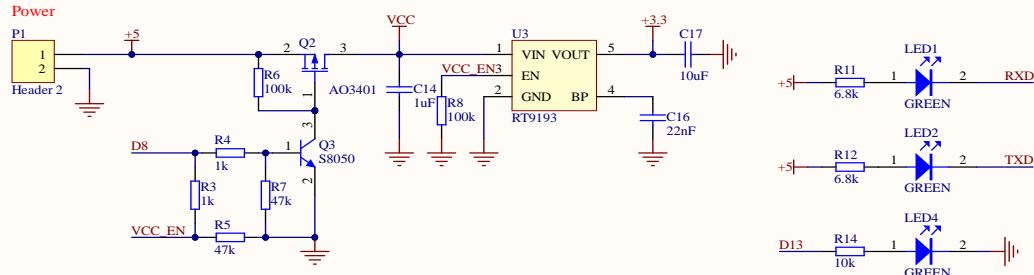 Power
P1
1
2
Header 2
+5
2
Q2
3
1
AO3401
R6
100k
VCC
C14
1uF
VCC_EN
R8
100k
U3
1
VIN
VOUT
5
3
EN
2
GND
BP
4
RT9193
+3.3
C17
10uF
C16
22nF
D8
R4
1k
R3
1k
R7
47k
VCC_EN
R5
47k
3
1
Q3
S8050
2
+5
R11
6.8k
1
LED1
2
GREEN
RXD
+5
R12
6.8k
1
LED2
2
GREEN
TXD
D13
R14
10k
1
LED4
2
GREEN